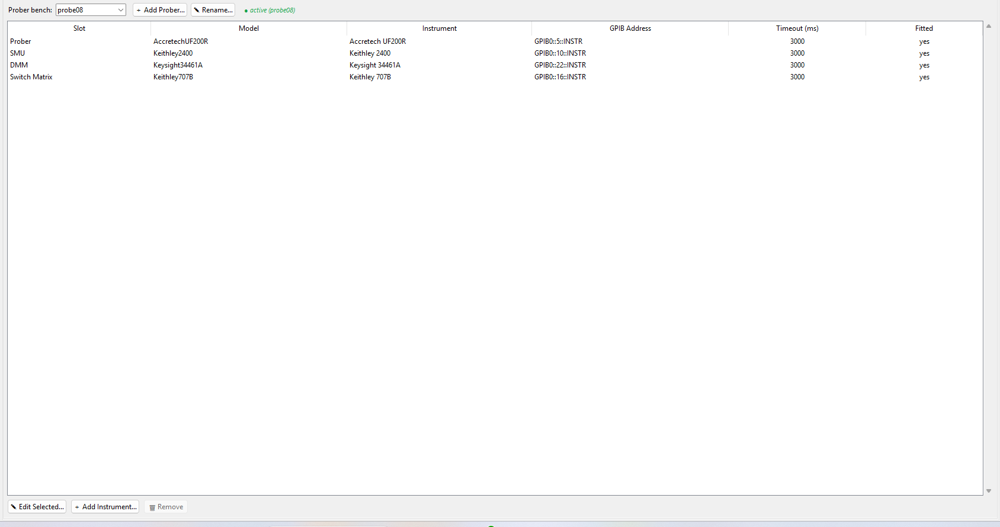 Prober bench: probe08 + Add Prober... Rename... active (probe08)
Slot Model Instrument GPIB Address Timeout (ms) Fitted
Prober AccretechUF200R Accretech UF200R GPIB0::5::INSTR 3000 yes
SMU Keithley2400 Keithley 2400 GPIB0::10::INSTR 3000 yes
DMM Keysight34461A Keysight 34461A GPIB0::22::INSTR 3000 yes
Switch Matrix Keithley707B Keithley 707B GPIB0::16::INSTR 3000 yes
Edit Selected... + Add Instrument... Remove